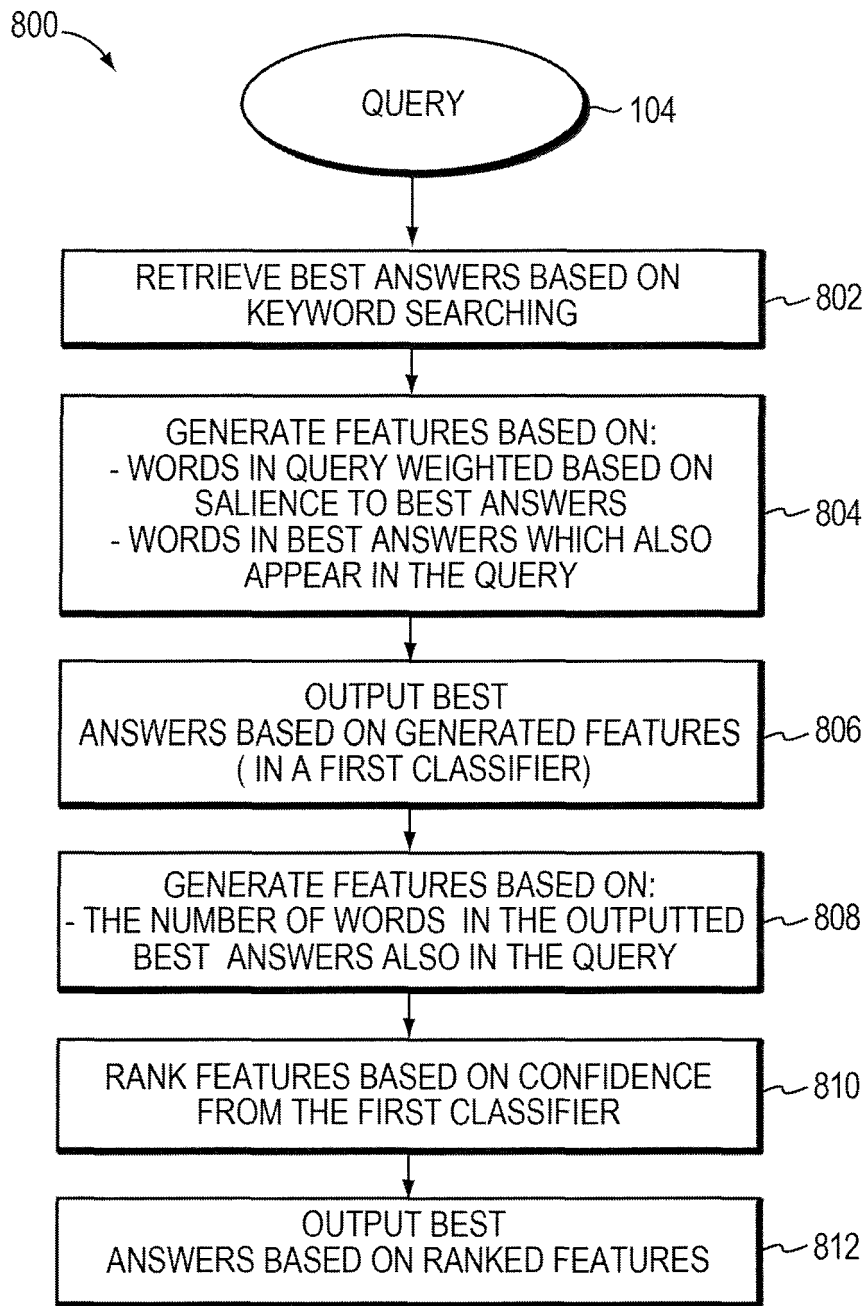 800
QUERY
104
RETRIEVE BEST ANSWERS BASED ON
KEYWORD SEARCHING
802
GENERATE FEATURES BASED ON:
- WORDS IN QUERY WEIGHTED BASED ON
SALIENCE TO BEST ANSWERS
- WORDS IN BEST ANSWERS WHICH ALSO
APPEAR IN THE QUERY
804
OUTPUT BEST
ANSWERS BASED ON GENERATED FEATURES
( IN A FIRST CLASSIFIER)
806
GENERATE FEATURES BASED ON:
- THE NUMBER OF WORDS IN THE OUTPUTTED
BEST ANSWERS ALSO IN THE QUERY
808
RANK FEATURES BASED ON CONFIDENCE
FROM THE FIRST CLASSIFIER
810
OUTPUT BEST
ANSWERS BASED ON RANKED FEATURES
812